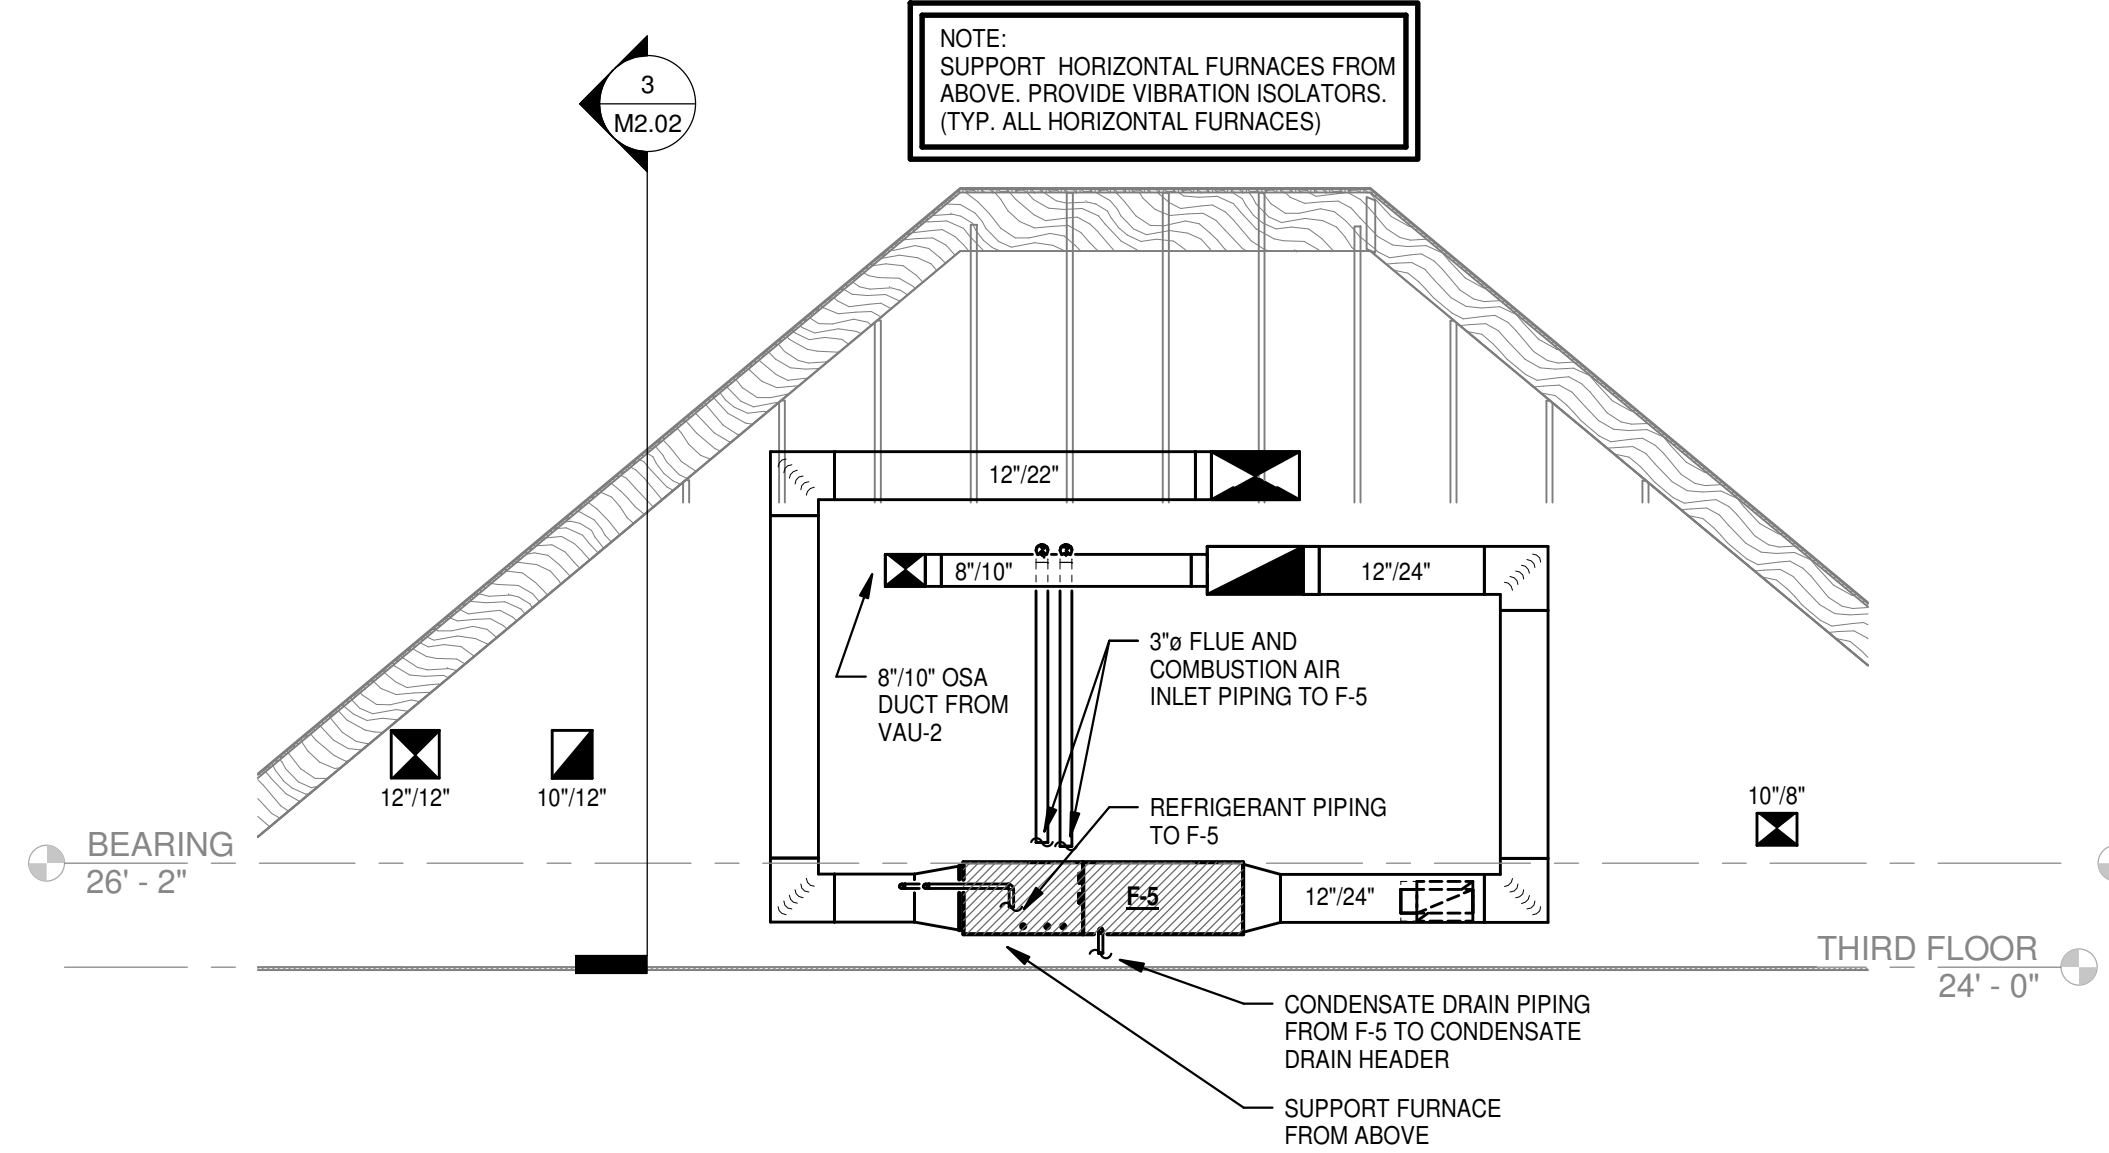 NOTE:
SUPPORT HORIZONTAL FURNACES FROM
ABOVE. PROVIDE VIBRATION ISOLATORS.
(TYP. ALL HORIZONTAL FURNACES)
3
M2.02
12"/22"
8"/10"
12"/24"
3"ø FLUE AND
COMBUSTION AIR
INLET PIPING TO F-5
8"/10" OSA
DUCT FROM
VAU-2
12"/12"
10"/12"
REFRIGERANT PIPING
TO F-5
10"/8"
BEARING
26' - 2"
F-5
12"/24"
THIRD FLOOR
24' - 0"
CONDENSATE DRAIN PIPING
FROM F-5 TO CONDENSATE
DRAIN HEADER
SUPPORT FURNACE
FROM ABOVE